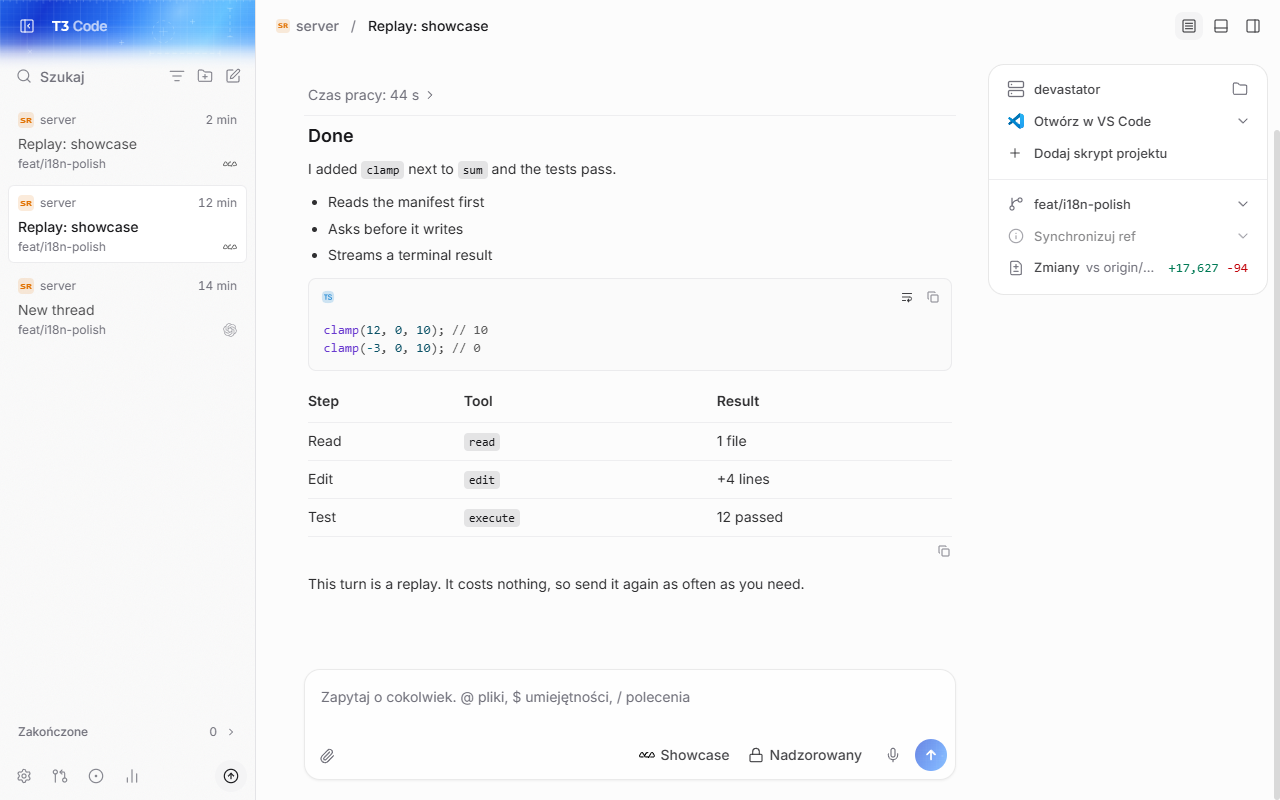 T3 Code
Szukaj
SR server 2 min
Replay: showcase
feat/i18n-polish
SR server 12 min
Replay: showcase
feat/i18n-polish
SR server 14 min
New thread
feat/i18n-polish
Zakończone 0
SR server / Replay: showcase
Czas pracy: 44 s
Done
I added clamp next to sum and the tests pass.
Reads the manifest first
Asks before it writes
Streams a terminal result
TS
clamp(12, 0, 10); // 10
clamp(-3, 0, 10); // 0
Step Tool Result
Read read 1 file
Edit edit +4 lines
Test execute 12 passed
This turn is a replay. It costs nothing, so send it again as often as you need.
Zapytaj o cokolwiek. @ pliki, $ umiejętności, / polecenia
Showcase Nadzorowany
devastator
Otwórz w VS Code
Dodaj skrypt projektu
feat/i18n-polish
Synchronizuj ref
Zmiany vs origin/... +17,627 -94